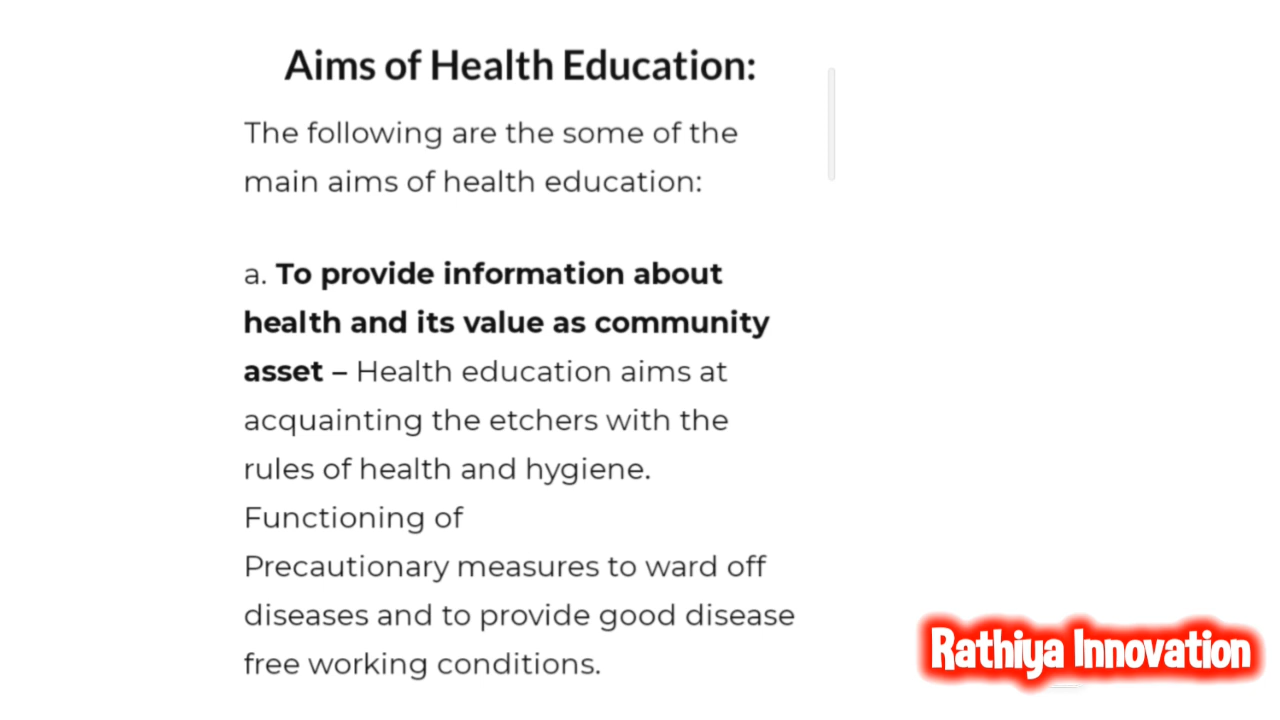 Aims of Health Education:
The following are the some of the
main aims of health education:
a. To provide information about
health and its value as community
asset – Health education aims at
acquainting the etchers with the
rules of health and hygiene.
Functioning of
Precautionary measures to ward off
diseases and to provide good disease
free working conditions.
Rathiya Innovation